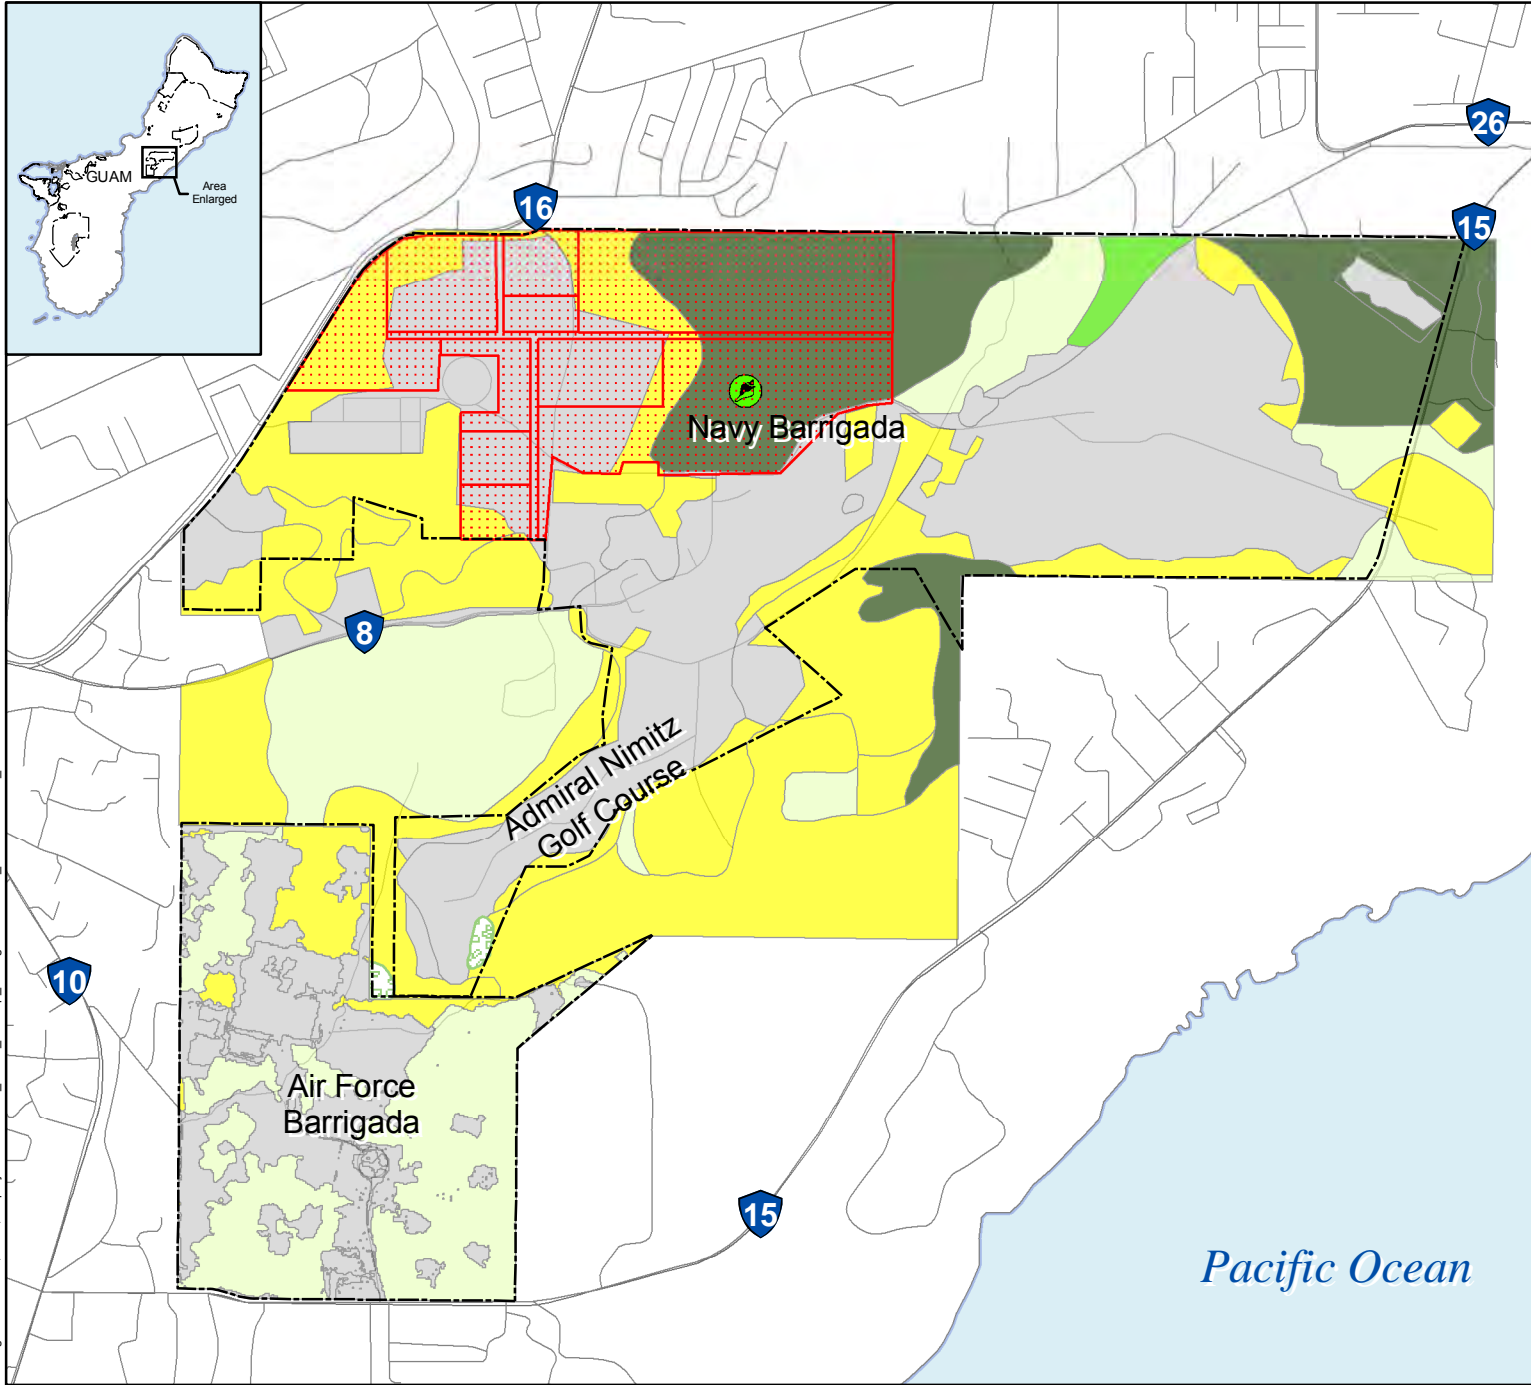 GUAM
Area
Enlarged
26
16
15
Navy Barrigada
8
Admiral Nimitz
Golf Course
10
Air Force
Barrigada
15
Pacific Ocean